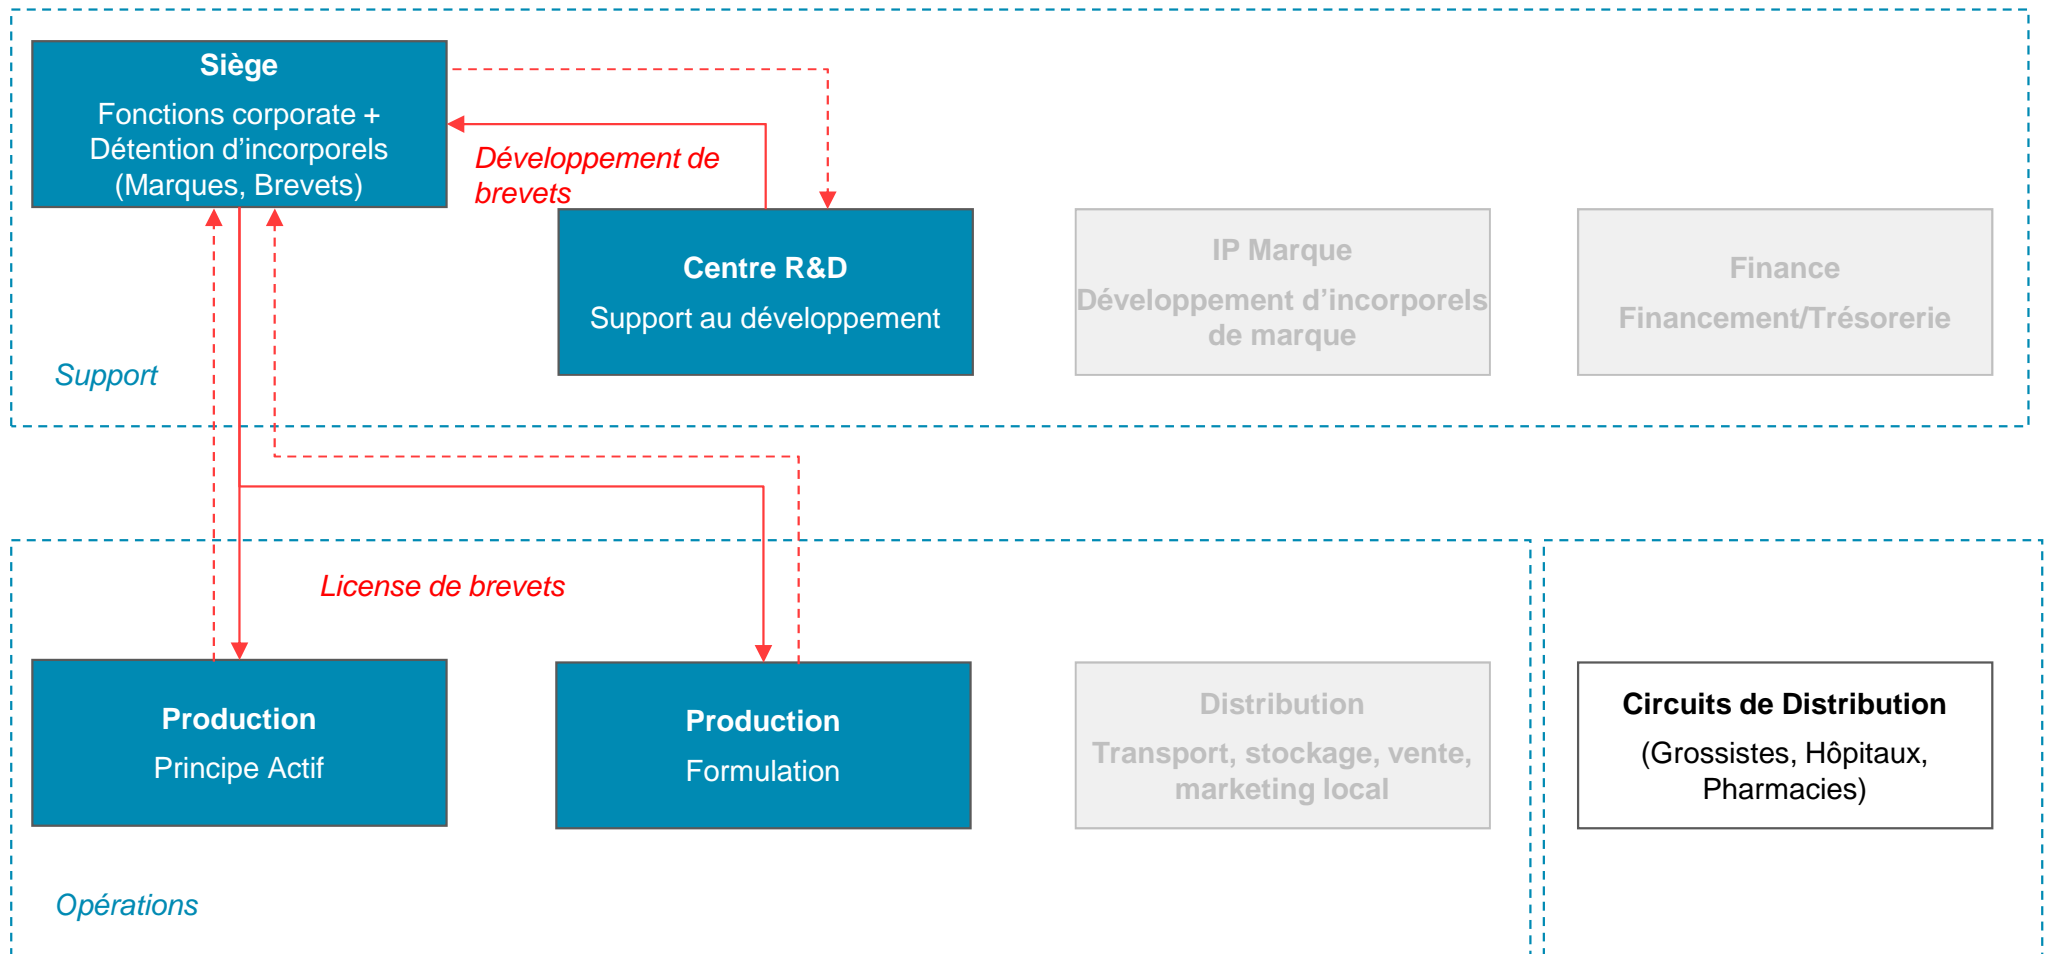 Siège
Fonctions corporate +
Détention d’incorporels
(Marques, Brevets)
Développement de
brevets
Centre R&D
Support au développement
IP Marque
Développement d’incorporels
de marque
Finance
Financement/Trésorerie
Support
License de brevets
Production
Principe Actif
Production
Formulation
Distribution
Transport, stockage, vente,
marketing local
Circuits de Distribution
(Grossistes, Hôpitaux,
Pharmacies)
Opérations